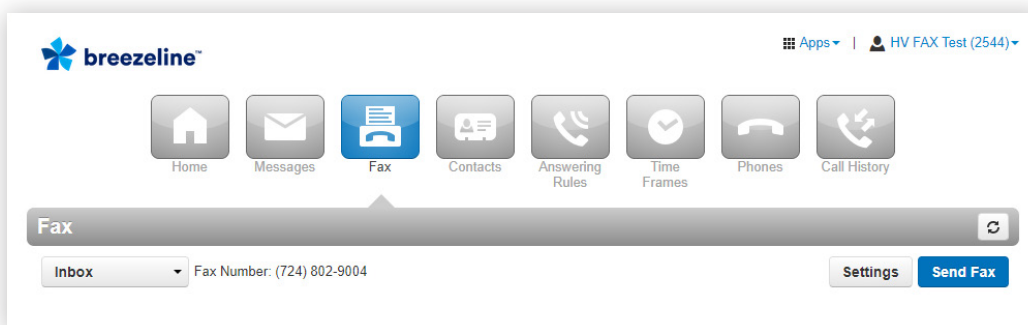 breezeline™
Apps | HV FAX Test (2544)
Home Messages Fax Contacts Answering Rules Time Frames Phones Call History
Fax
Inbox Fax Number: (724) 802-9004 Settings Send Fax